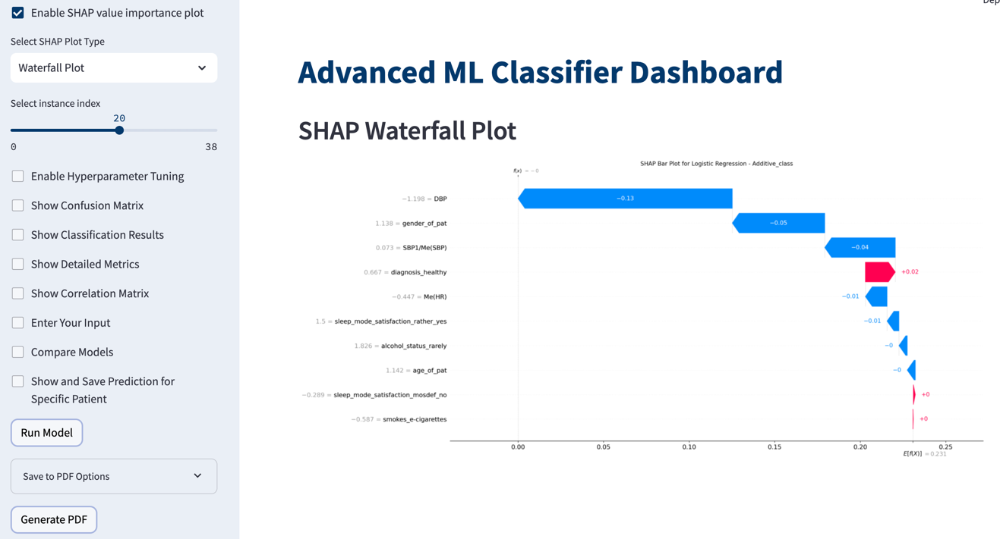 Enable SHAP value importance plot
Select SHAP Plot Type
Waterfall Plot
Select instance index
20
0 38
Enable Hyperparameter Tuning
Show Confusion Matrix
Show Classification Results
Show Detailed Metrics
Show Correlation Matrix
Enter Your Input
Compare Models
Show and Save Prediction for
Specific Patient
Run Model
Save to PDF Options
Generate PDF
Dep
Advanced ML Classifier Dashboard
SHAP Waterfall Plot
SHAP Bar Plot for Logistic Regression - Additive_class
f(x) = −0
−1.198 = DBP −0.13
1.138 = gender_of_pat −0.05
0.073 = SBP1/Me(SBP) −0.04
0.667 = diagnosis_healthy +0.02
−0.447 = Me(HR) −0.01
1.5 = sleep_mode_satisfaction_rather_yes −0.01
1.826 = alcohol_status_rarely −0
1.142 = age_of_pat −0
−0.289 = sleep_mode_satisfaction_mosdef_no +0
−0.587 = smokes_e-cigarettes +0
0.00 0.05 0.10 0.15 0.20 0.25
E[f(X)] = 0.231